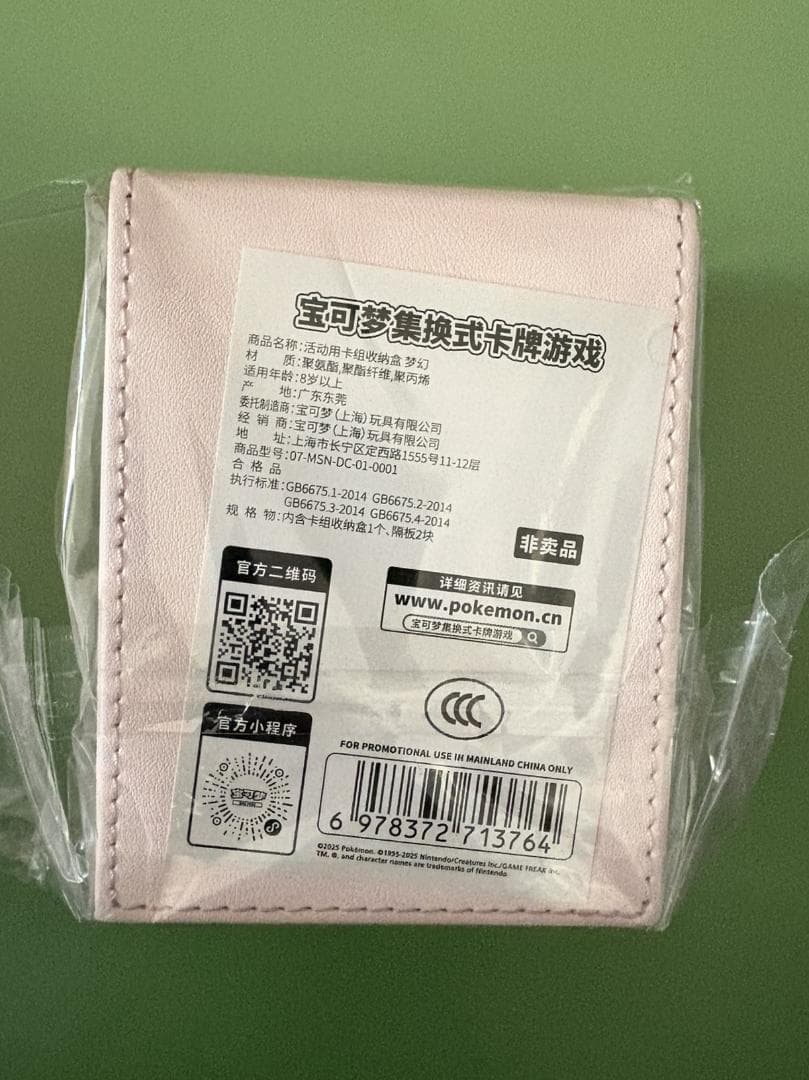 宝可梦集换式卡牌游戏
商品名称:活动用卡组收纳盒 梦幻
材 质:聚氨酯,聚酯纤维,聚丙烯
适用年龄:8岁以上
产 地:广东东莞
委托制造商:宝可梦(上海)玩具有限公司
经 销 商:宝可梦(上海)玩具有限公司
地 址:上海市长宁区定西路1555号11-12层
商品型号:07-MSN-DC-01-0001
合 格 品
执行标准:GB6675.1-2014 GB6675.2-2014
GB6675.3-2014 GB6675.4-2014
规 格 物:内含卡组收纳盒1个、隔板2块
非卖品
官方二维码
详细资讯请见
www.pokemon.cn
宝可梦集换式卡牌游戏
官方小程序
宝可梦
CCC
FOR PROMOTIONAL USE IN MAINLAND CHINA ONLY
6 978372 713764
©2025 Pokémon. ©1995-2025 Nintendo/Creatures Inc./GAME FREAK inc.
TM, ®, and character names are trademarks of Nintendo.